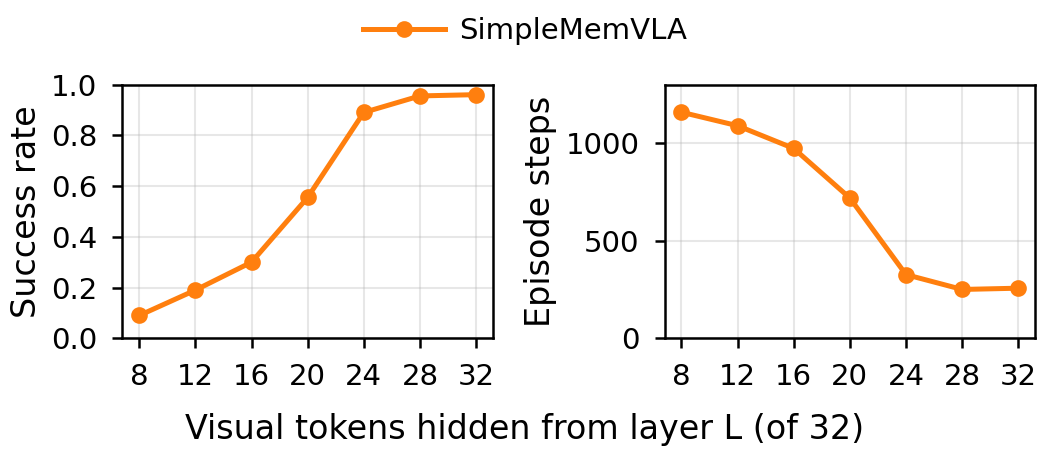 SimpleMemVLA
Success rate
1.0
0.8
0.6
0.4
0.2
0.0
8 12 16 20 24 28 32
Episode steps
1000
500
0
8 12 16 20 24 28 32
Visual tokens hidden from layer L (of 32)